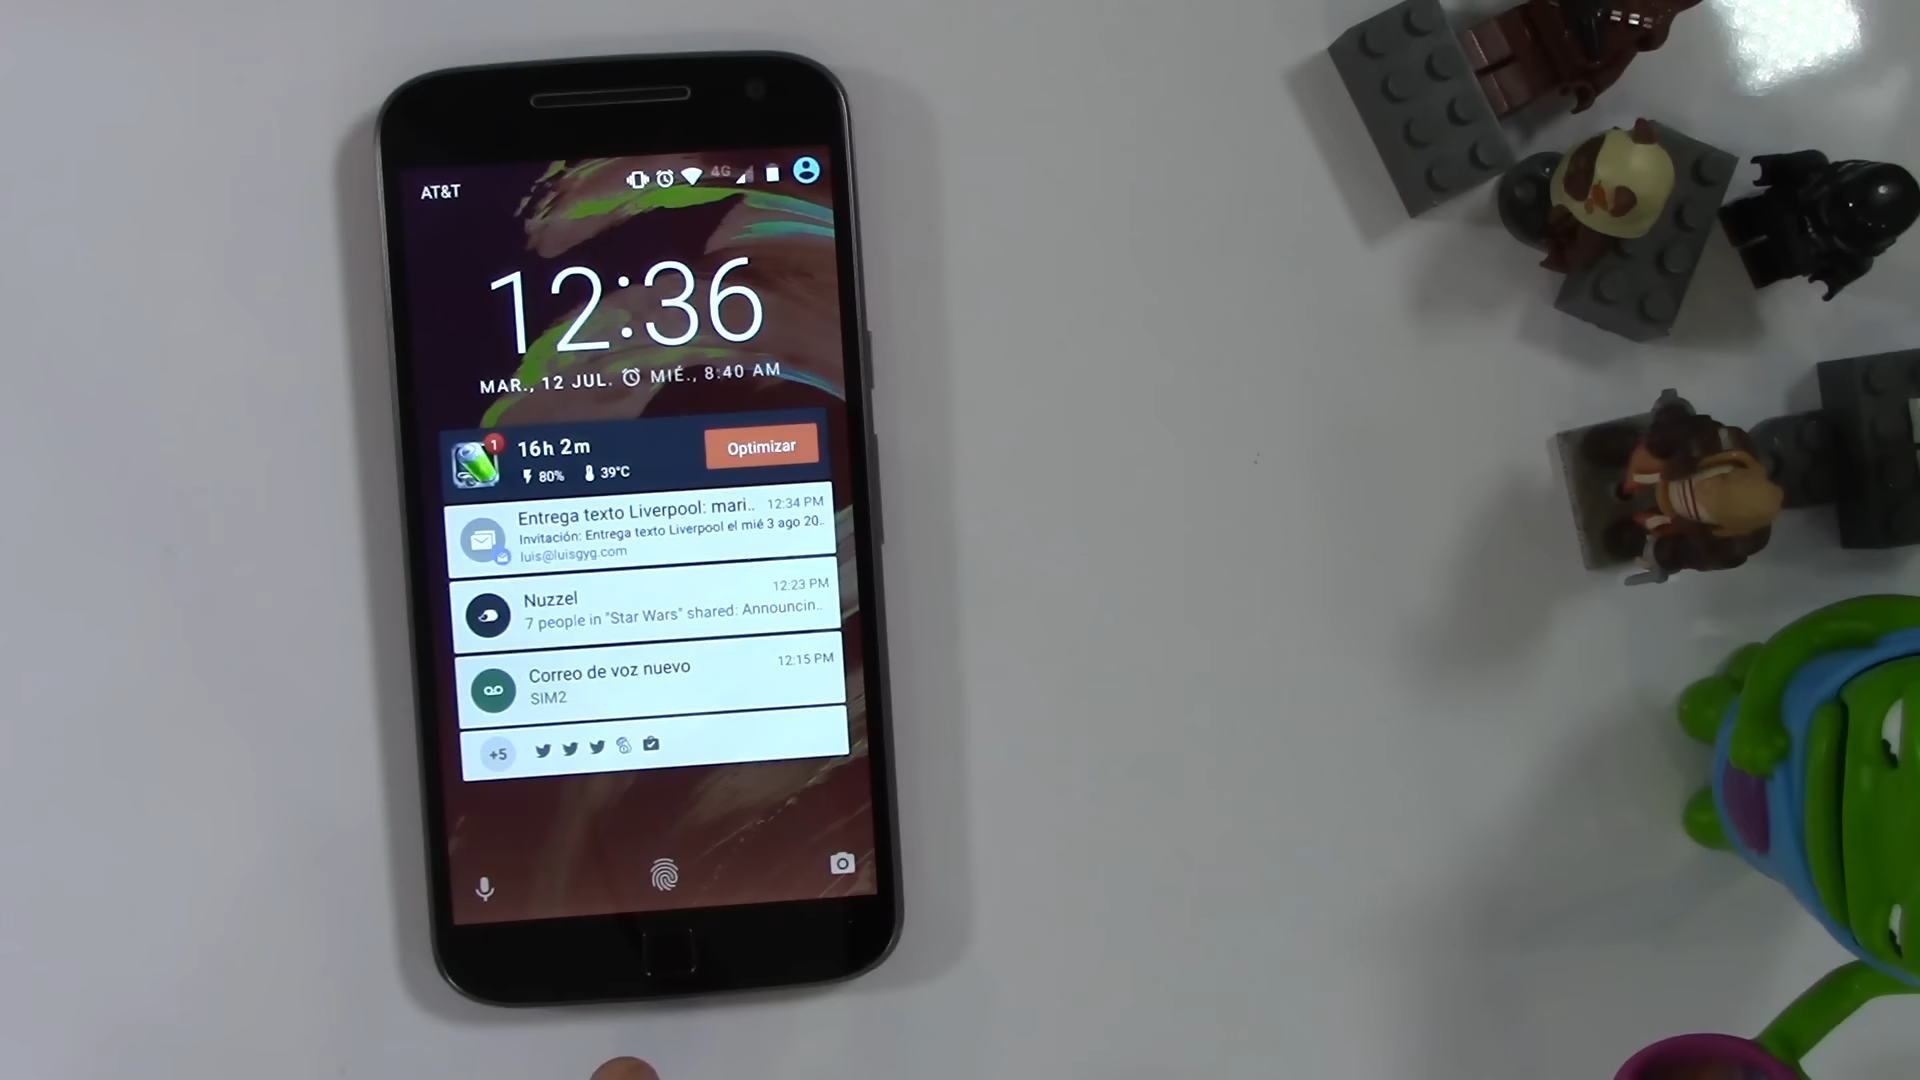 AT&T
4G
12:36
MAR., 12 JUL. MIÉ., 8:40 AM
1
16h 2m
Optimizar
80% 39°C
Entrega texto Liverpool: mari.. 12:34 PM
Invitación: Entrega texto Liverpool el mié 3 ago 20..
luis@luisgyg.com
Nuzzel 12:23 PM
7 people in "Star Wars" shared: Announcin..
Correo de voz nuevo 12:15 PM
SIM2
+5